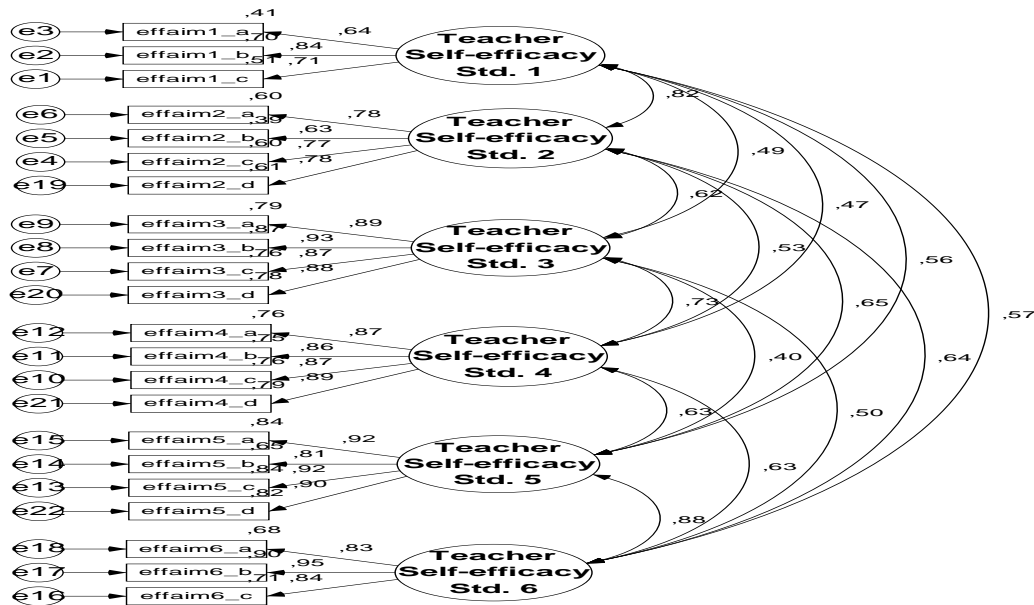 ,41
e3 effaim1_a ,64
,70
e2 effaim1_b ,84
,51
e1 effaim1_c ,71
Teacher
Self-efficacy
Std. 1
,82
,60
e6 effaim2_a ,78
,39
e5 effaim2_b ,63
,60
e4 effaim2_c ,77
,61
e19 effaim2_d ,78
Teacher
Self-efficacy
Std. 2
,49
,62
,47
,79
e9 effaim3_a ,89
,87
e8 effaim3_b ,93
,76
e7 effaim3_c ,87
,78
e20 effaim3_d ,88
Teacher
Self-efficacy
Std. 3
,53
,56
,73
,65
,57
,76
e12 effaim4_a ,87
,75
e11 effaim4_b ,86
,76
e10 effaim4_c ,87
,79
e21 effaim4_d ,89
Teacher
Self-efficacy
Std. 4
,40
,64
,63
,50
,84
e15 effaim5_a ,92
,65
e14 effaim5_b ,81
,84
e13 effaim5_c ,92
,82
e22 effaim5_d ,90
Teacher
Self-efficacy
Std. 5
,63
,88
,68
e18 effaim6_a ,83
,90
e17 effaim6_b ,95
,71
e16 effaim6_c ,84
Teacher
Self-efficacy
Std. 6